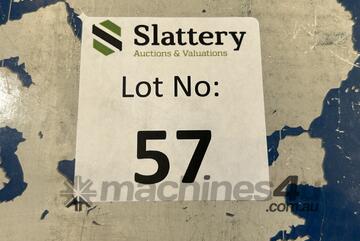 Slattery
Auctions & Valuations
Lot No:
57
machines4
.com.au